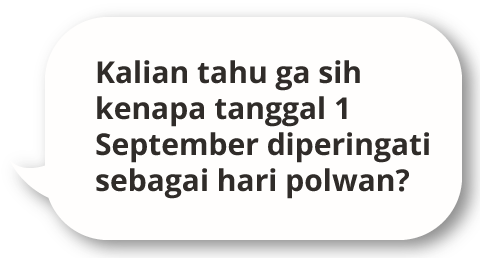 Kalian tahu ga sih
kenapa tanggal 1
September diperingati
sebagai hari polwan?